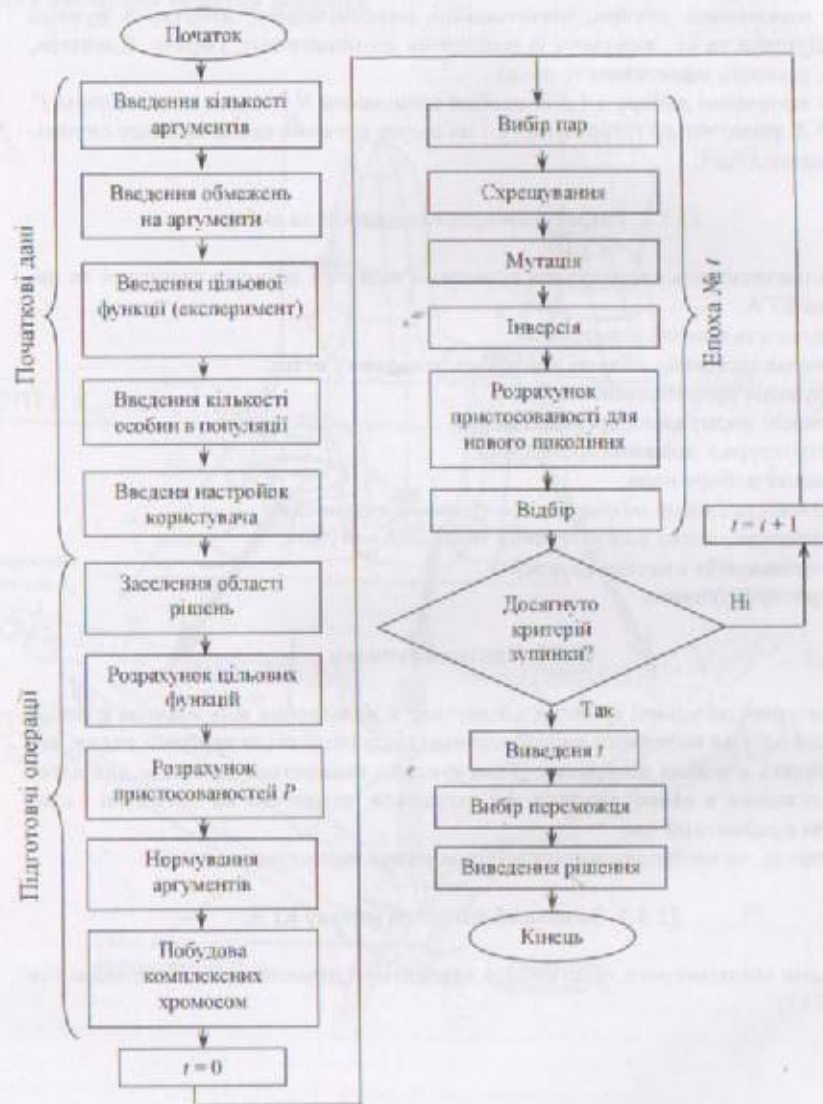 Початок
Введення кількості
аргументів
Введення обмежень
на аргументи
Введення цільової
функції (експеримент)
Введення кількості
особин в популяції
Введеня настройок
користувача
Початкові дані
Заселення області
рішень
Розрахунок цільових
функцій
Розрахунок
пристосованостей P
Нормування
аргументів
Побудова
комплексних
хромосом
Підготовчі операції
t = 0
Вибір пар
Схрещування
Мутація
Інверсія
Розрахунок
пристосованості для
нового покоління
Відбір
Епоха № t
t = t + 1
Досягнуто
критерій
зупинки?
Ні
Так
Виведеня t
Вибір переможця
Виведення рішення
Кінець